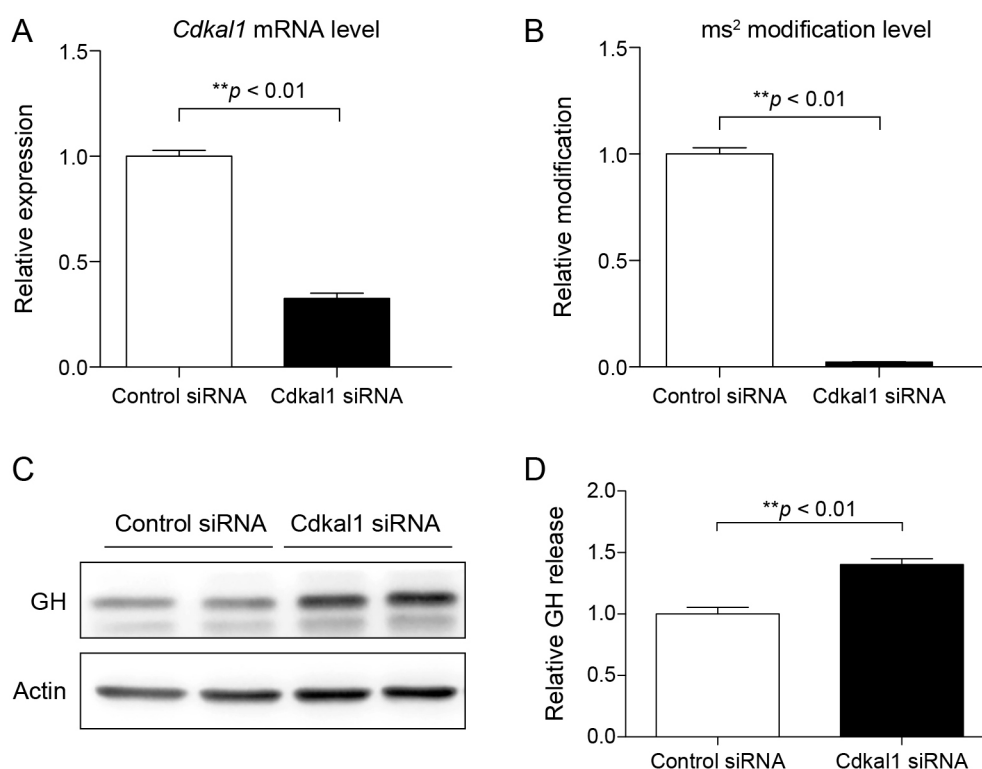 A
Cdkal1 mRNA level
Relative expression
1.5
1.0
0.5
0.0
**p < 0.01
Control siRNA
Cdkal1 siRNA
B
ms² modification level
Relative modification
1.5
1.0
0.5
0.0
**p < 0.01
Control siRNA
Cdkal1 siRNA
C
Control siRNA
Cdkal1 siRNA
GH
Actin
D
Relative GH release
2.0
1.5
1.0
0.5
0.0
**p < 0.01
Control siRNA
Cdkal1 siRNA